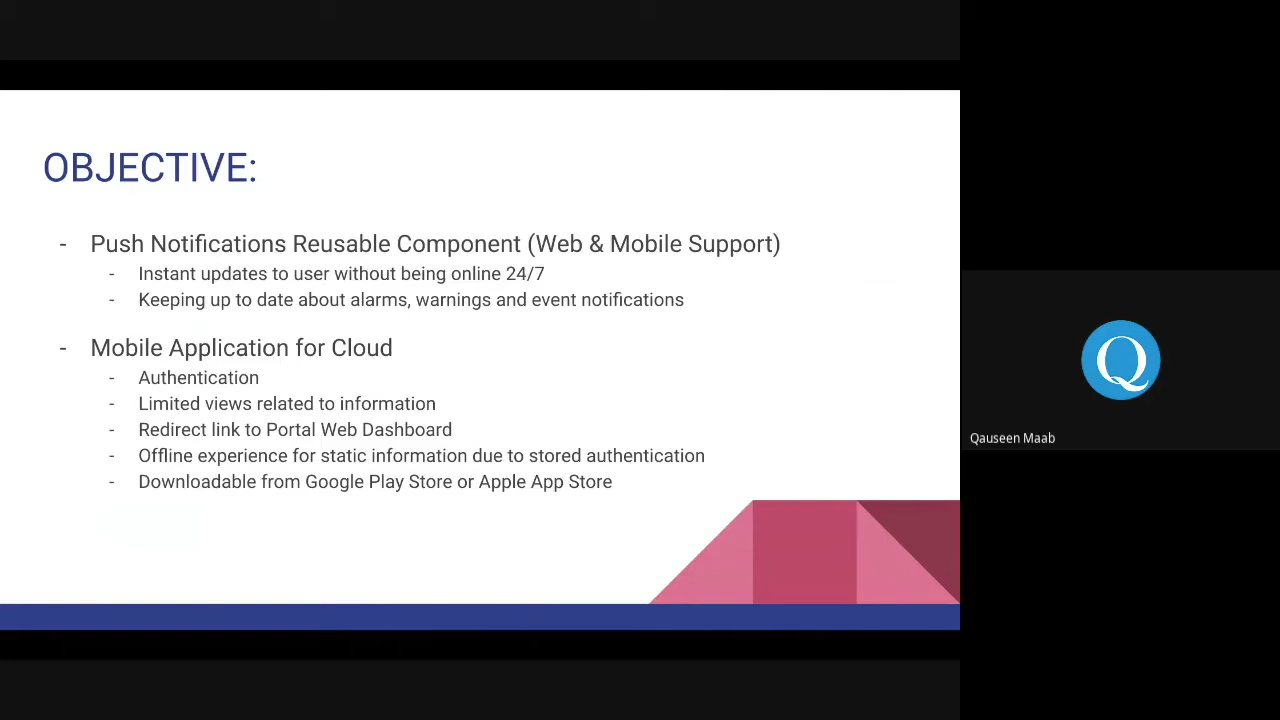 OBJECTIVE:
- Push Notifications Reusable Component (Web & Mobile Support)
- Instant updates to user without being online 24/7
- Keeping up to date about alarms, warnings and event notifications
- Mobile Application for Cloud
- Authentication
- Limited views related to information
- Redirect link to Portal Web Dashboard
- Offline experience for static information due to stored authentication
- Downloadable from Google Play Store or Apple App Store
Q
Qauseen Maab